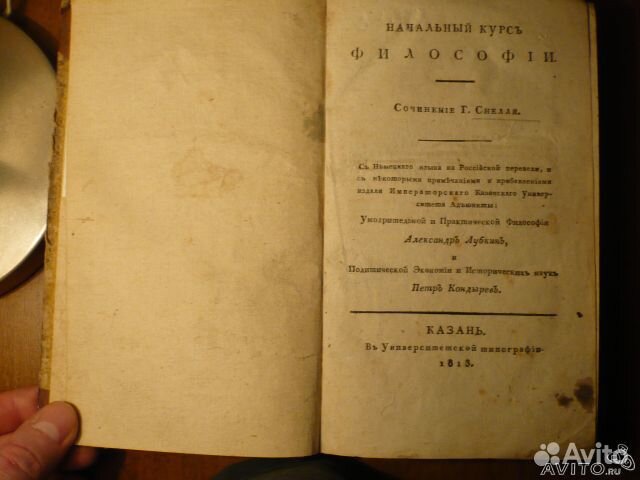 НАЧАЛЬНЫЙ КУРСЪ
ФИЛОСОФІИ.
Сочиненіе Г. Снелля.
Съ Нѣмецкаго языка на Россійской перевели, и
съ нѣкоторыми примѣчаніями и прибавленіями
издали Императорскаго Казанскаго Универ-
ситета Адъюнкты:
Умозрительной и Практической Философіи
Александръ Лубкинъ,
и
Политической Экономіи и Историческихъ наукъ
Петръ Кондыревъ.
КАЗАНЬ.
Въ Университетской типографіи
1813.
Avito
AVITO.ru